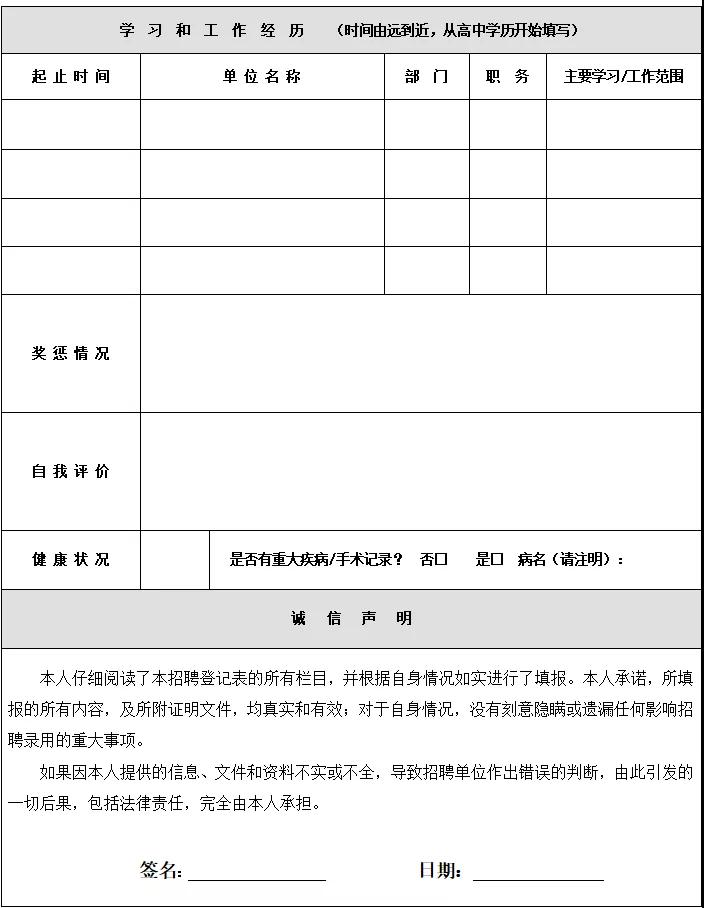 学 习 和 工 作 经 历 （时间由远到近，从高中学历开始填写）
起 止 时 间 单 位 名 称 部 门 职 务 主要学习/工作范围
奖 惩 情 况
自 我 评 价
健 康 状 况 是否有重大疾病/手术记录？ 否口 是口 病名（请注明）：
诚 信 声 明
本人仔细阅读了本招聘登记表的所有栏目，并根据自身情况如实进行了填报。本人承诺，所填
报的所有内容，及所附证明文件，均真实和有效；对于自身情况，没有刻意隐瞒或遗漏任何影响招
聘录用的重大事项。
如果因本人提供的信息、文件和资料不实或不全，导致招聘单位作出错误的判断，由此引发的
一切后果，包括法律责任，完全由本人承担。
签名：＿＿＿＿＿＿＿ 日期：＿＿＿＿＿＿＿